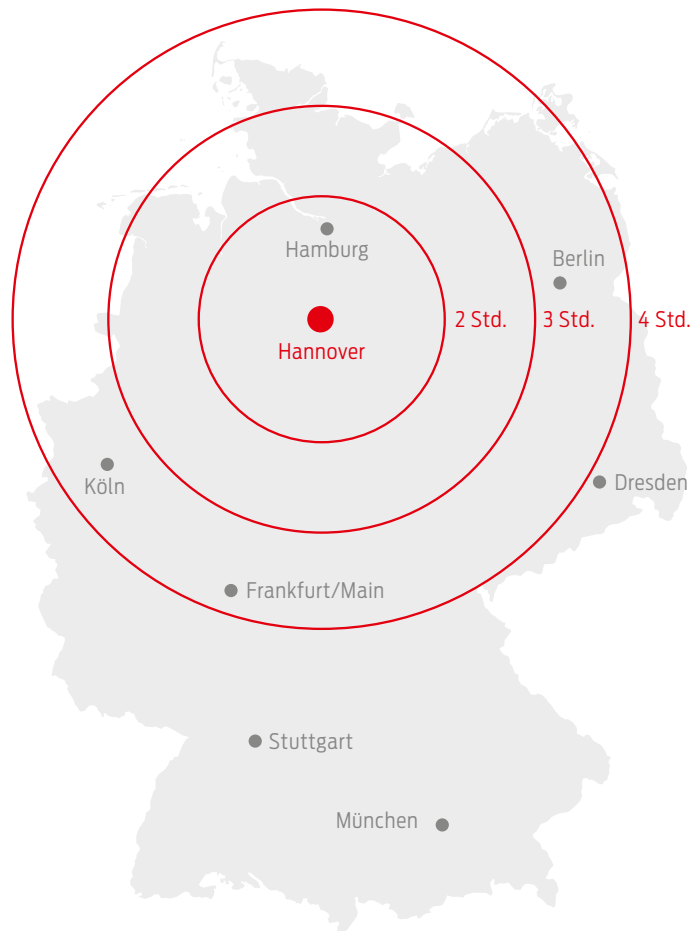 Hamburg
Berlin
2 Std.
3 Std.
4 Std.
Hannover
Köln
Dresden
Frankfurt/Main
Stuttgart
München